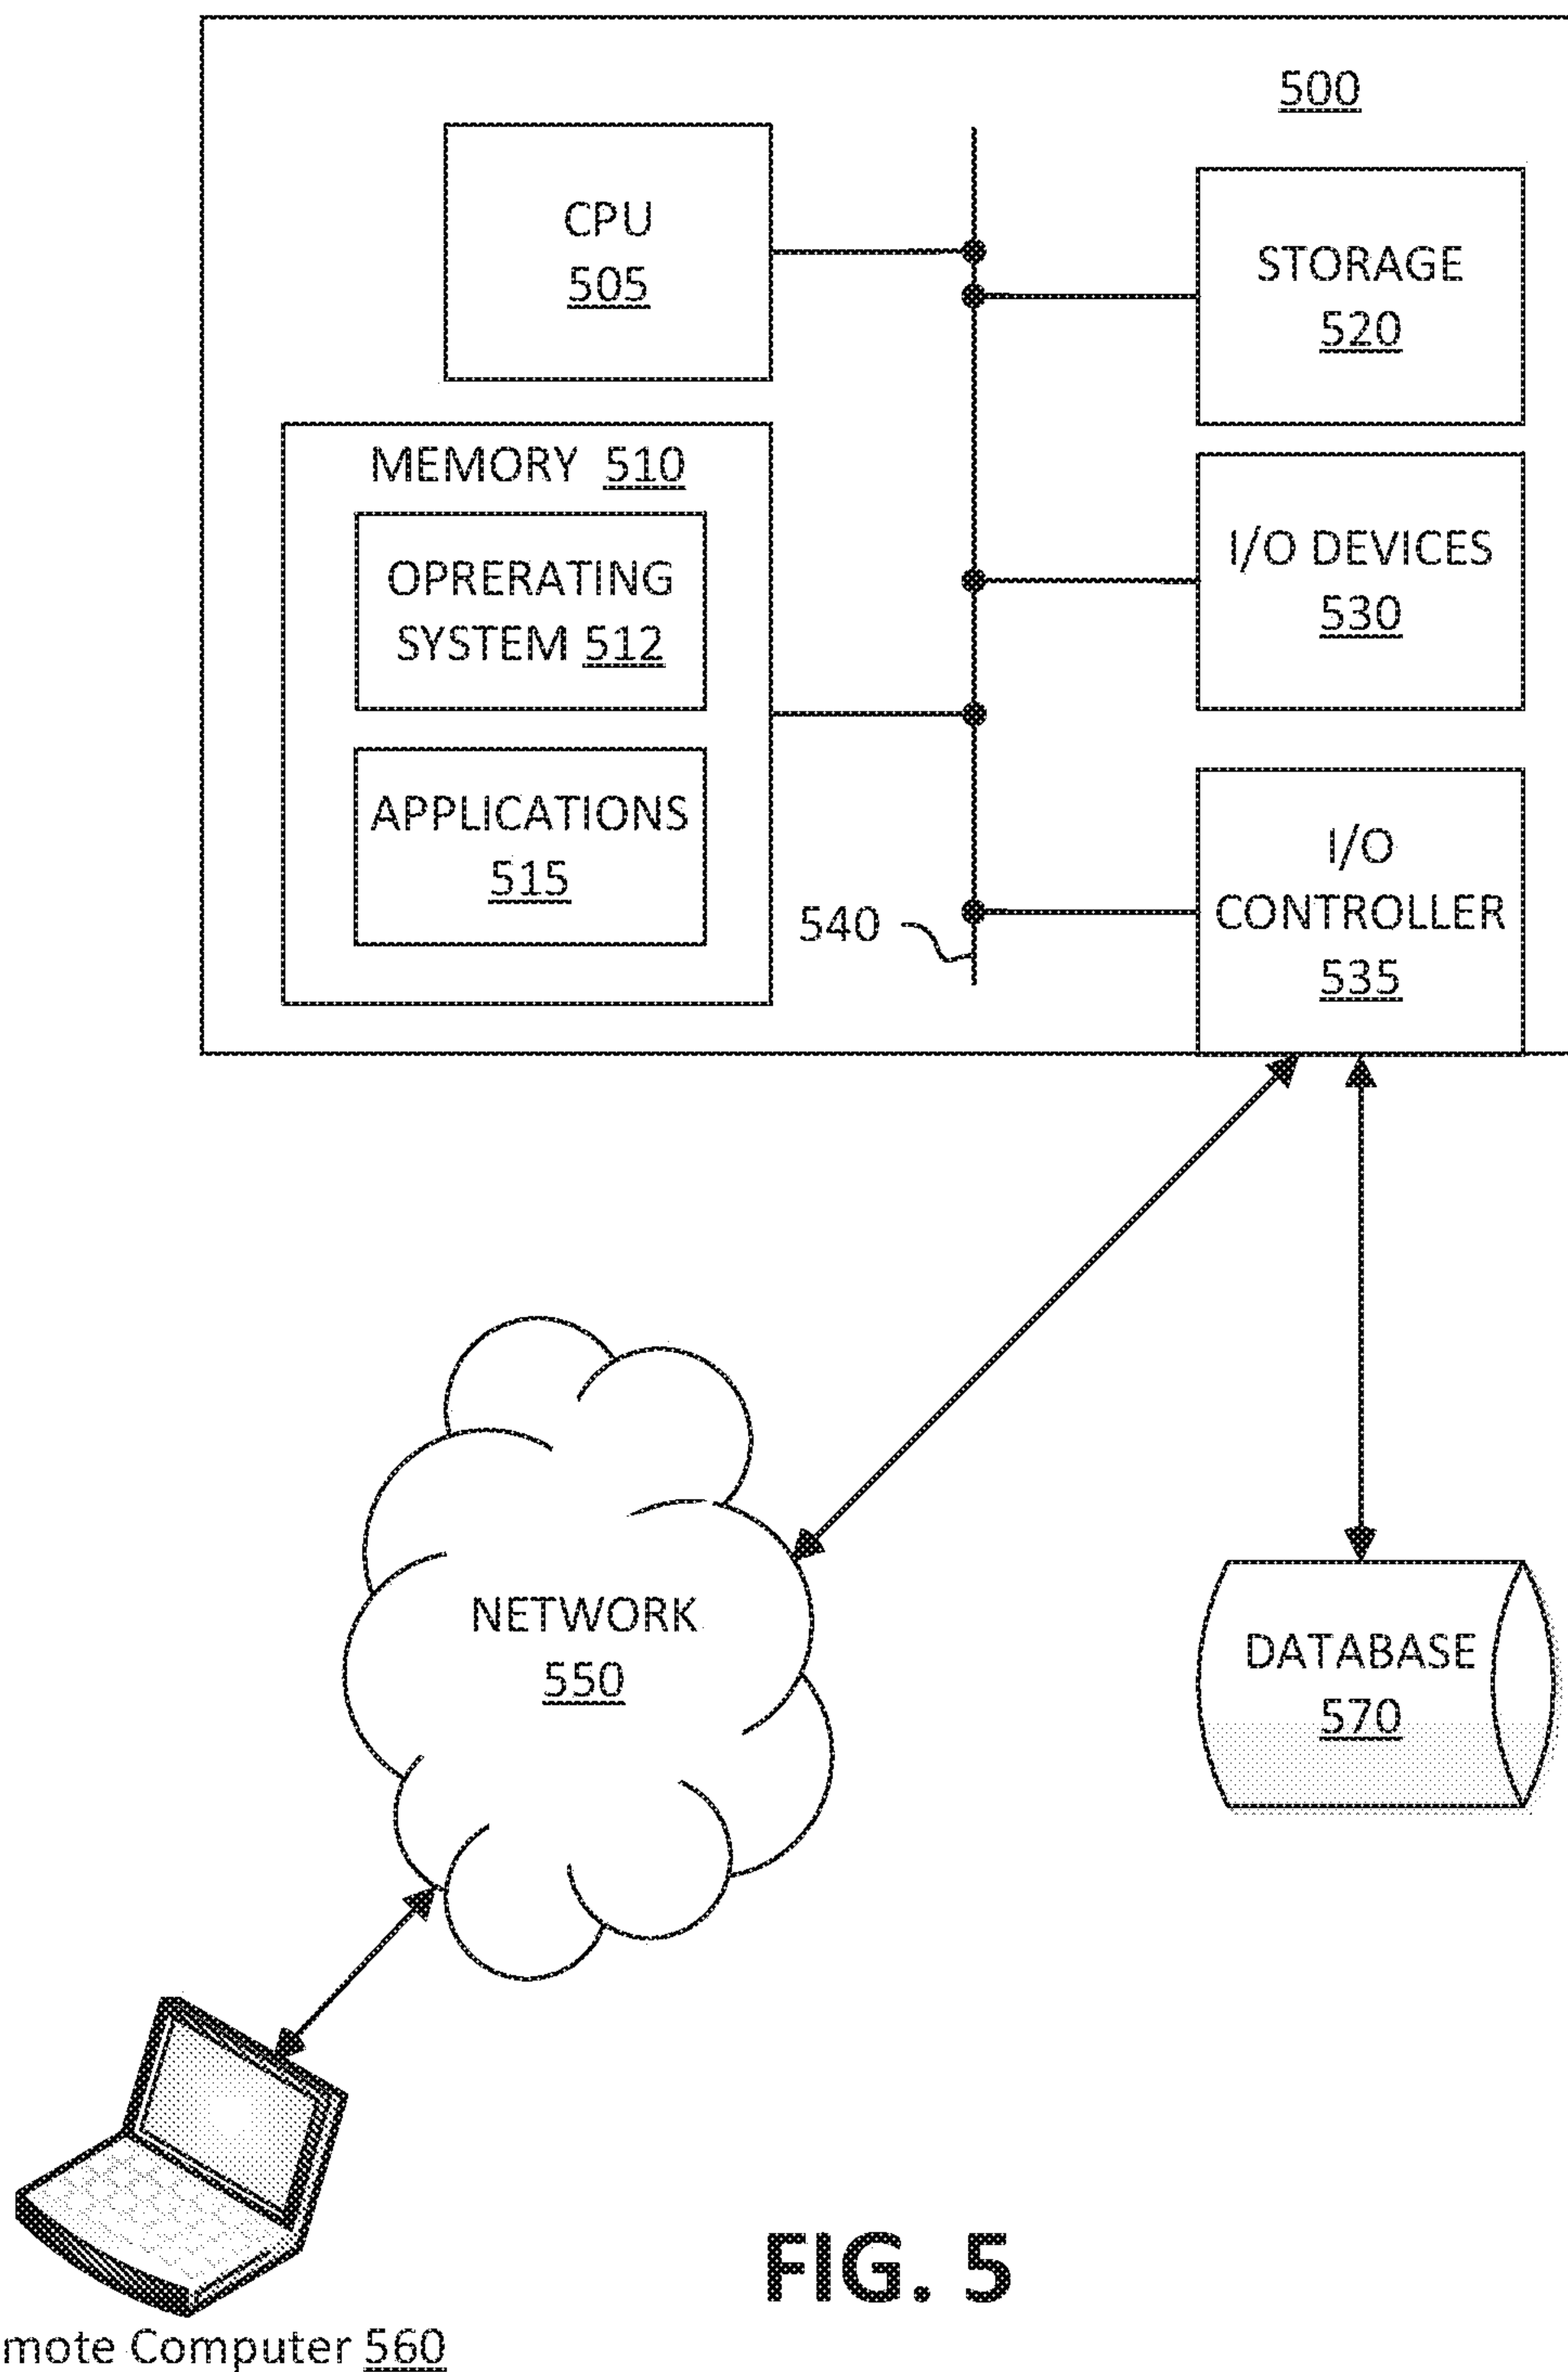 500
CPU
505
STORAGE
520
MEMORY 510
OPRERATING
SYSTEM 512
I/O DEVICES
530
APPLICATIONS
515
I/O
CONTROLLER
535
540
NETWORK
550
DATABASE
570
FIG. 5
mote Computer 560